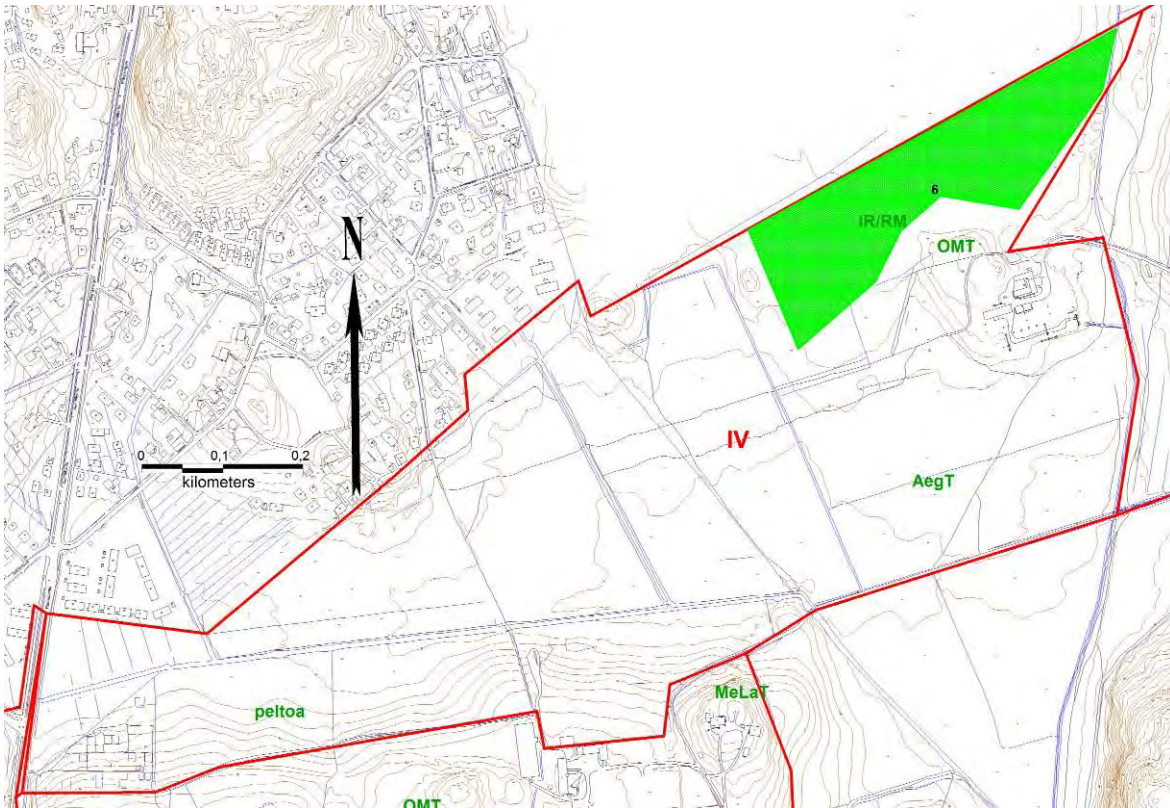 6
IR/RM
OMT
N
IV
0 0,1 0,2
kilometers
AegT
MeLaT
peltoa
OMT